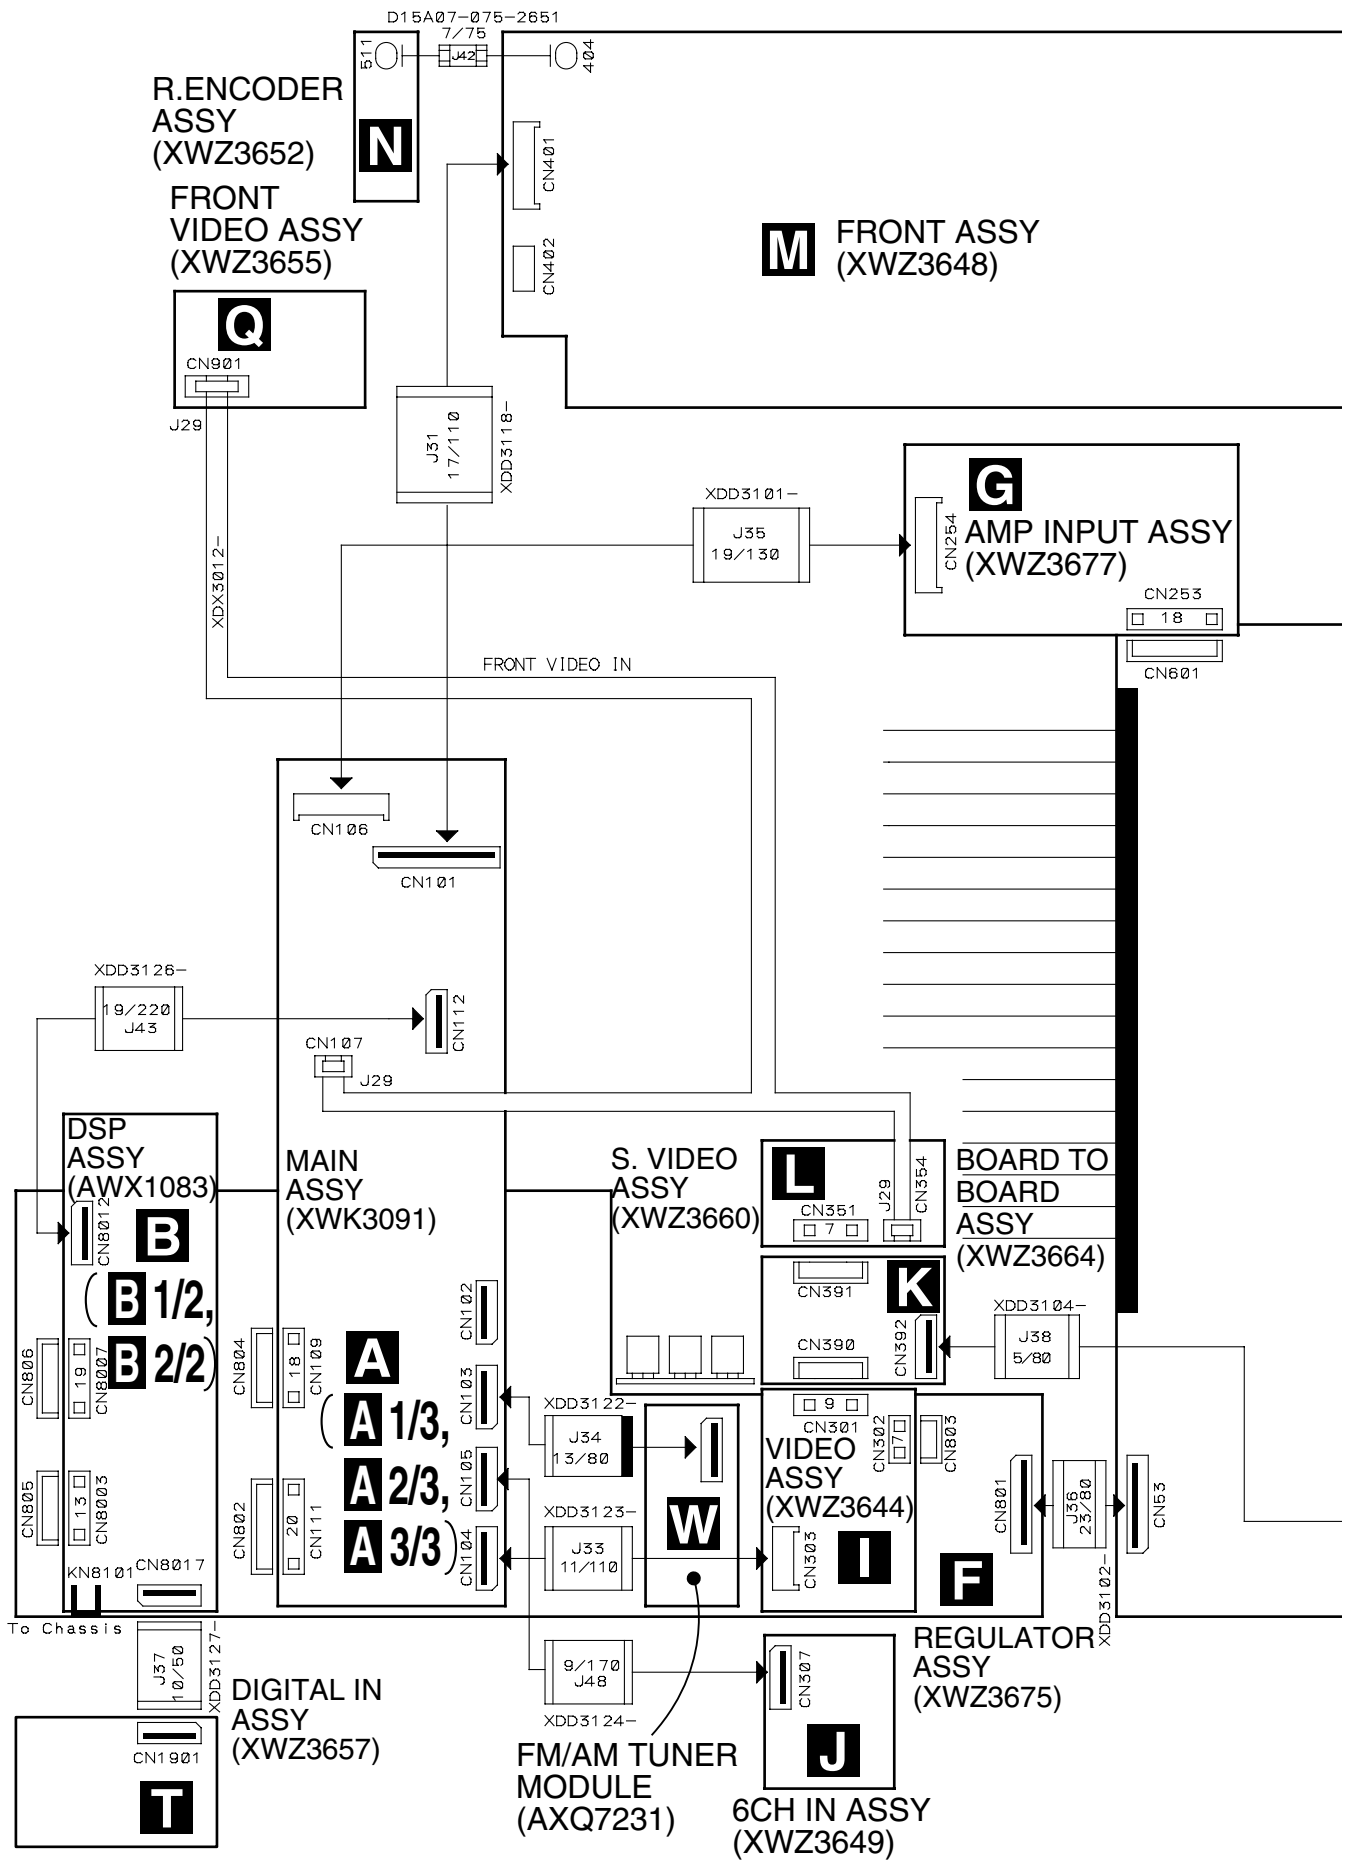 D15A07-075-2651
7/75
511
J42
404
R.ENCODER
ASSY
(XWZ3652)
N
CN401
CN402
M
FRONT ASSY
(XWZ3648)
FRONT
VIDEO ASSY
(XWZ3655)
Q
CN901
J29
XDX3012-
J31
17/110
XDD3118-
XDD3101-
J35
19/130
G
CN254
AMP INPUT ASSY
(XWZ3677)
CN253
18
CN601
FRONT VIDEO IN
CN106
CN101
XDD3126-
19/220
J43
CN112
CN107
J29
DSP
ASSY
(AWX1083)
CN8012
B
(B 1/2,
B 2/2)
CN806
19
CN8007
CN805
13
CN8003
KN8101
CN8017
To Chassis
MAIN
ASSY
(XWK3091)
CN804
18
CN109
CN802
20
CN111
A
(A 1/3,
A 2/3,
A 3/3)
CN102
CN103
CN105
CN104
S. VIDEO
ASSY
(XWZ3660)
L
CN351
7
J29
CN354
BOARD TO
BOARD
ASSY
(XWZ3664)
CN391
K
CN390
CN392
XDD3104-
J38
5/80
XDD3122-
J34
13/80
XDD3123-
J33
11/110
W
9
CN301
CN302
7
CN803
VIDEO
ASSY
(XWZ3644)
CN303
I
F
CN801
J36
23/80
CN53
XDD3102-
REGULATOR
ASSY
(XWZ3675)
J37
10/50
XDD3127-
DIGITAL IN
ASSY
(XWZ3657)
CN1901
T
9/170
J48
XDD3124-
FM/AM TUNER
MODULE
(AXQ7231)
CN307
J
6CH IN ASSY
(XWZ3649)